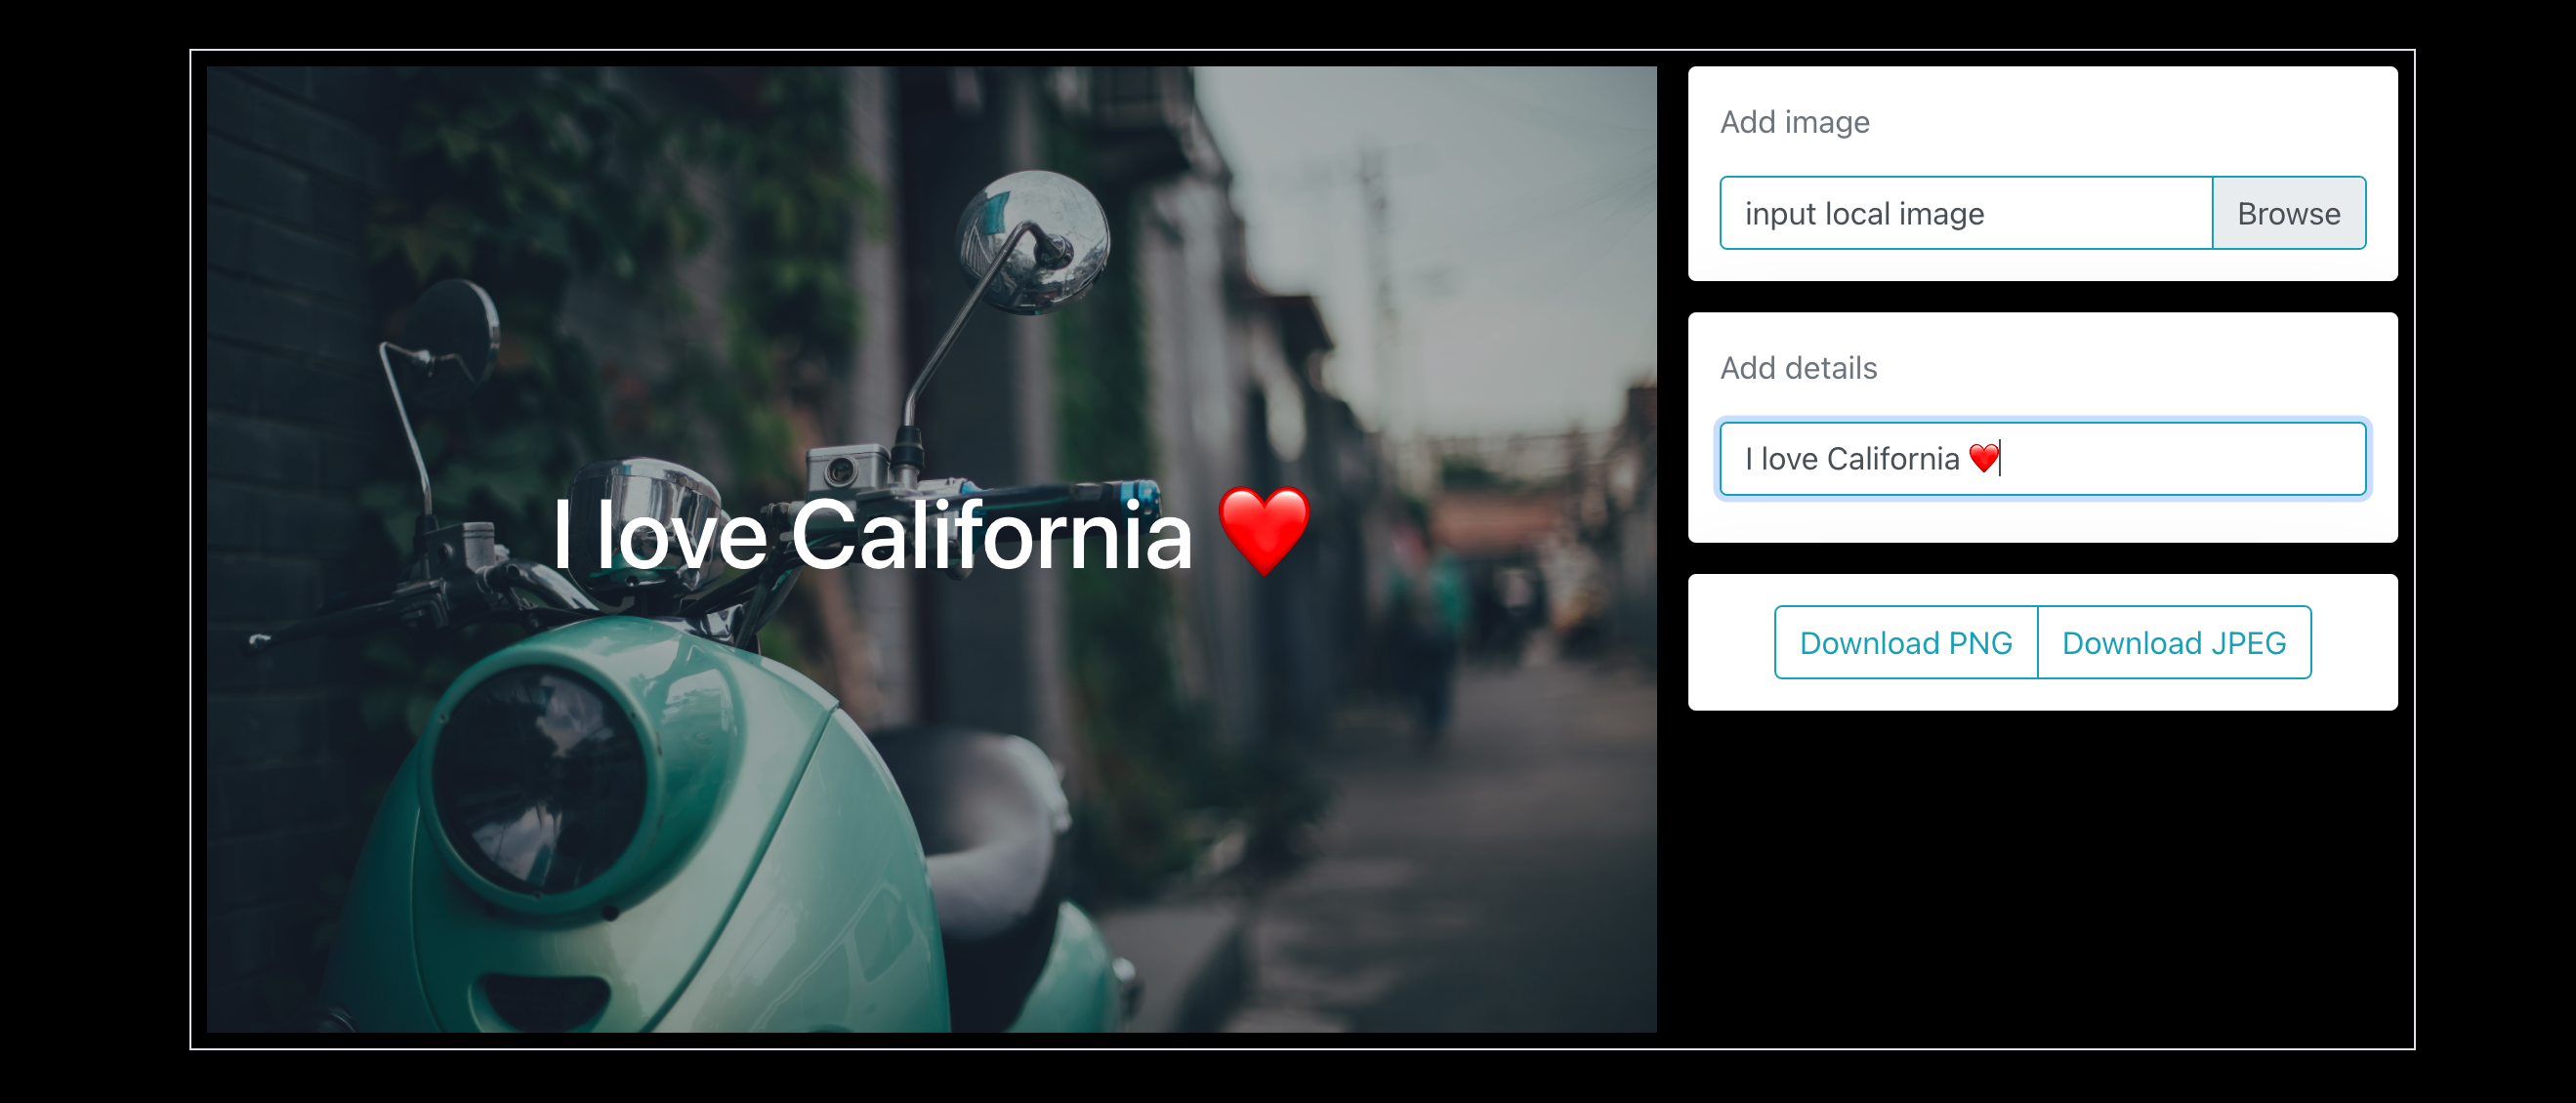 I love California ❤️
Add image
input local image
Browse
Add details
I love California ❤️
Download PNG
Download JPEG